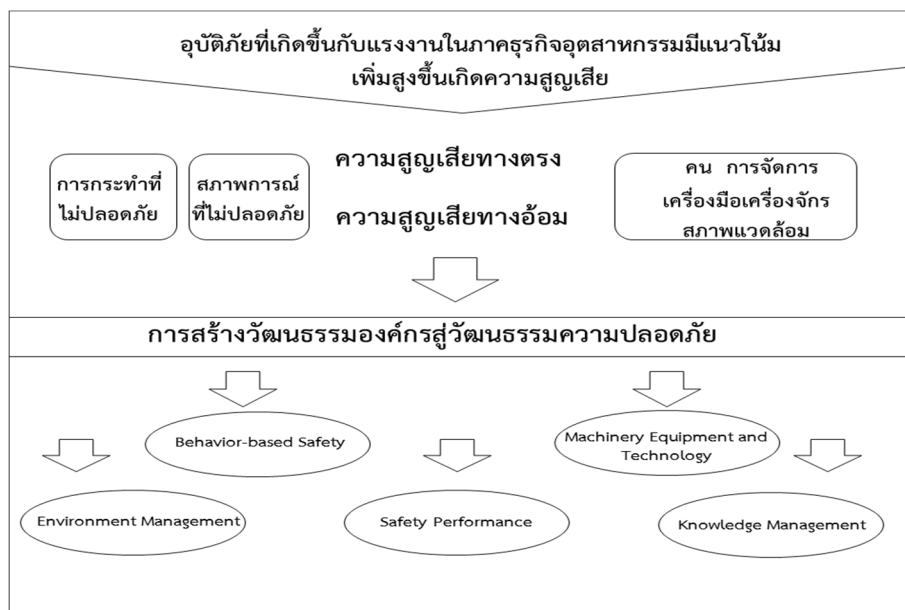 อุบัติภัยที่เกิดขึ้นกับแรงงานในภาคธุรกิจอุตสาหกรรมมีแนวโน้ม
เพิ่มสูงขึ้นเกิดความสูญเสีย
การกระทำที่
ไม่ปลอดภัย
สภาพการณ์
ที่ไม่ปลอดภัย
ความสูญเสียทางตรง
ความสูญเสียทางอ้อม
คน การจัดการ
เครื่องมือเครื่องจักร
สภาพแวดล้อม
การสร้างวัฒนธรรมองค์กรสู่วัฒนธรรมความปลอดภัย
Behavior-based Safety
Machinery Equipment and
Technology
Environment Management
Safety Performance
Knowledge Management